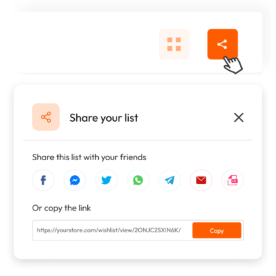 Share your list
Share this list with your friends
Or copy the link
https://yourstore.com/wishlist/view/2ONJC2SXIN6K/
Copy